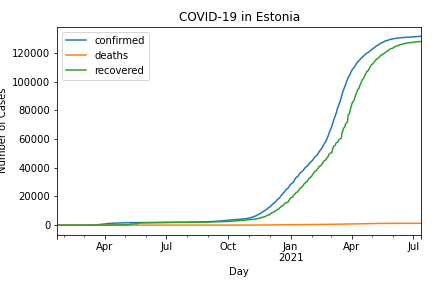 COVID-19 in Estonia
confirmed
deaths
recovered
120000
100000
80000
60000
40000
20000
0
Number of Cases
Apr
Jul
Oct
Jan
2021
Apr
Jul
Day